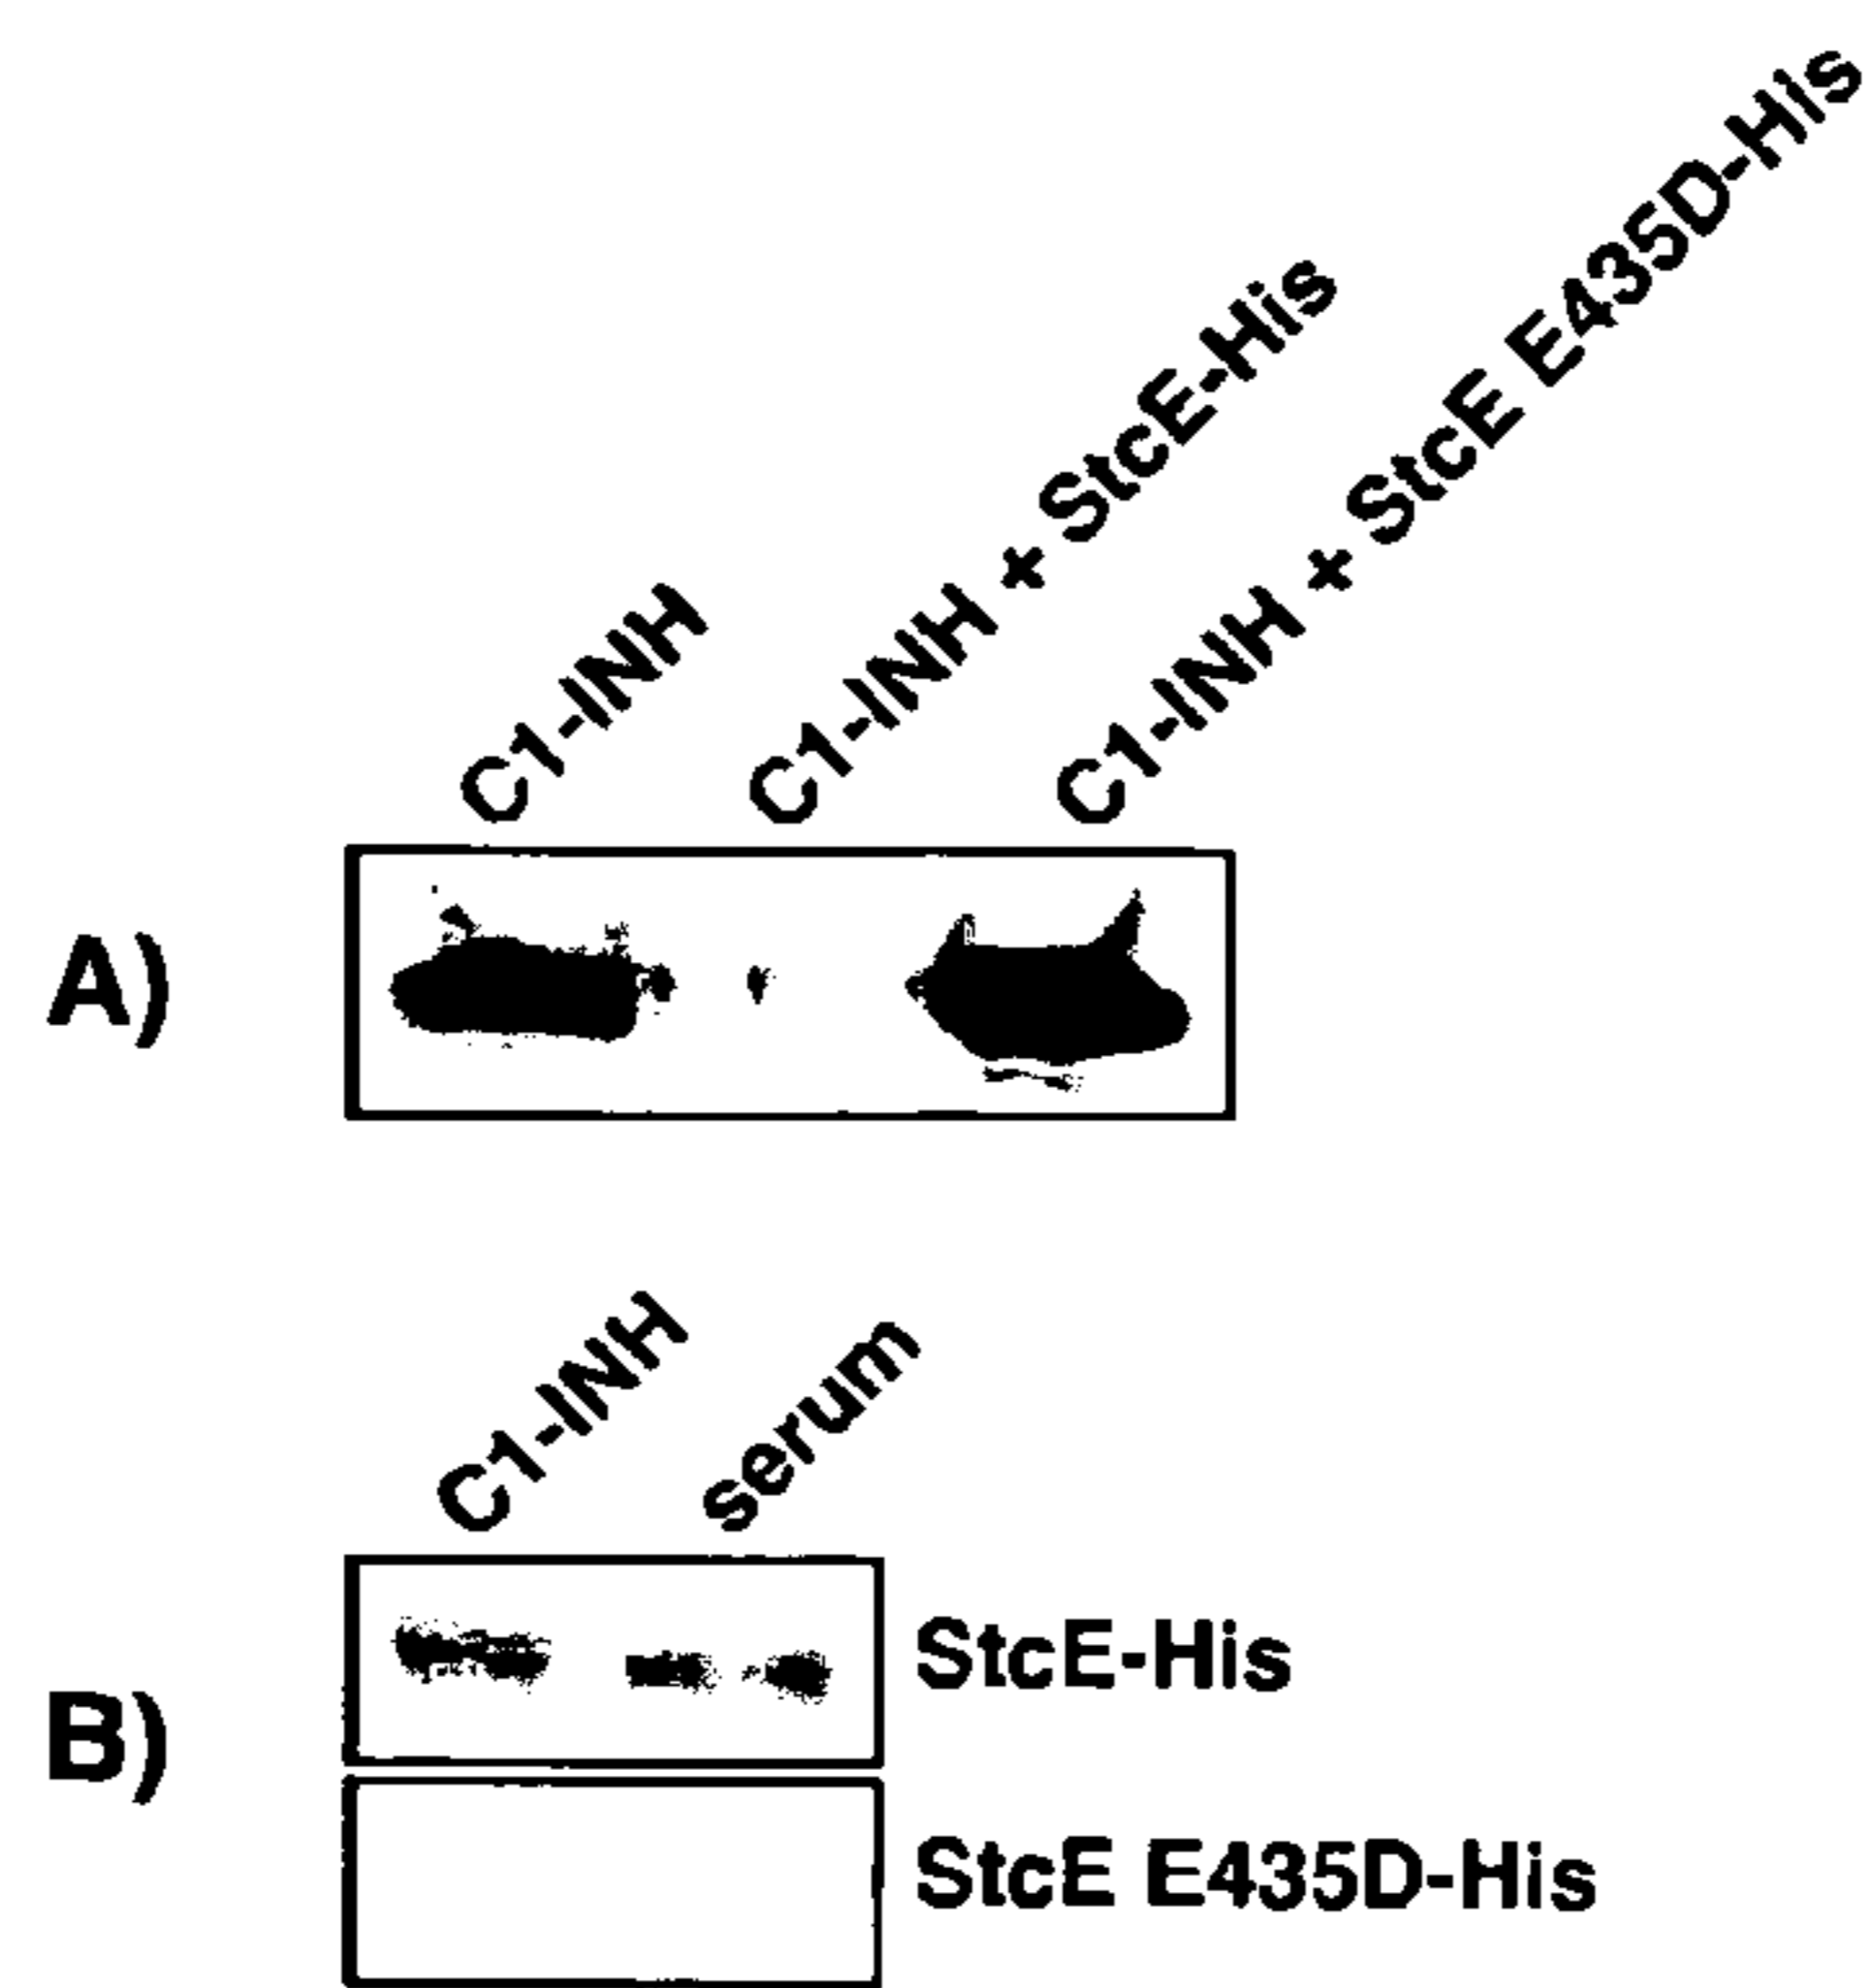 C1-INH
C1-INH + StcE-His
C1-INH + StcE E435D-His
A)
C1-INH
serum
B)
StcE-His
StcE E435D-His